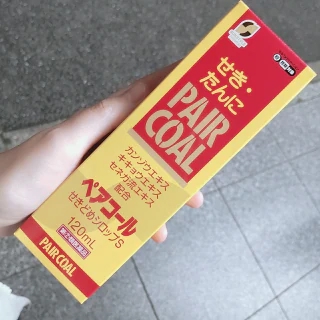 せき・
たんに
PAIR
COAL
カンゾウエキス
キキョウエキス
セネガ流エキス
配合
ペアコール
せきどめシロップS
120mL
PAIR COAL